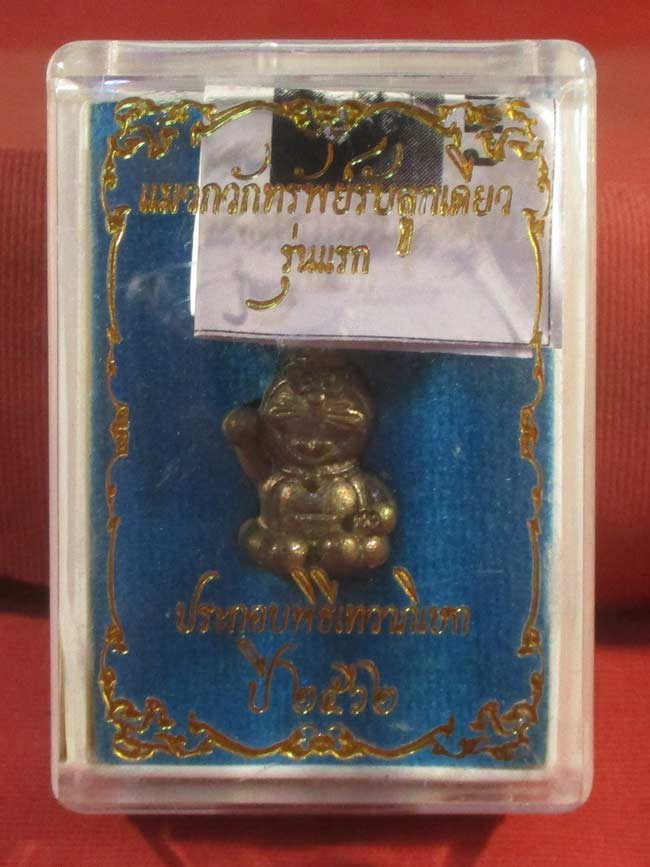 แมวกวักทรัพย์รับลูกเดียว
รุ่นแรก
ประกอบพิธีเทวาภิเษก
ปี ๒๕๖๒